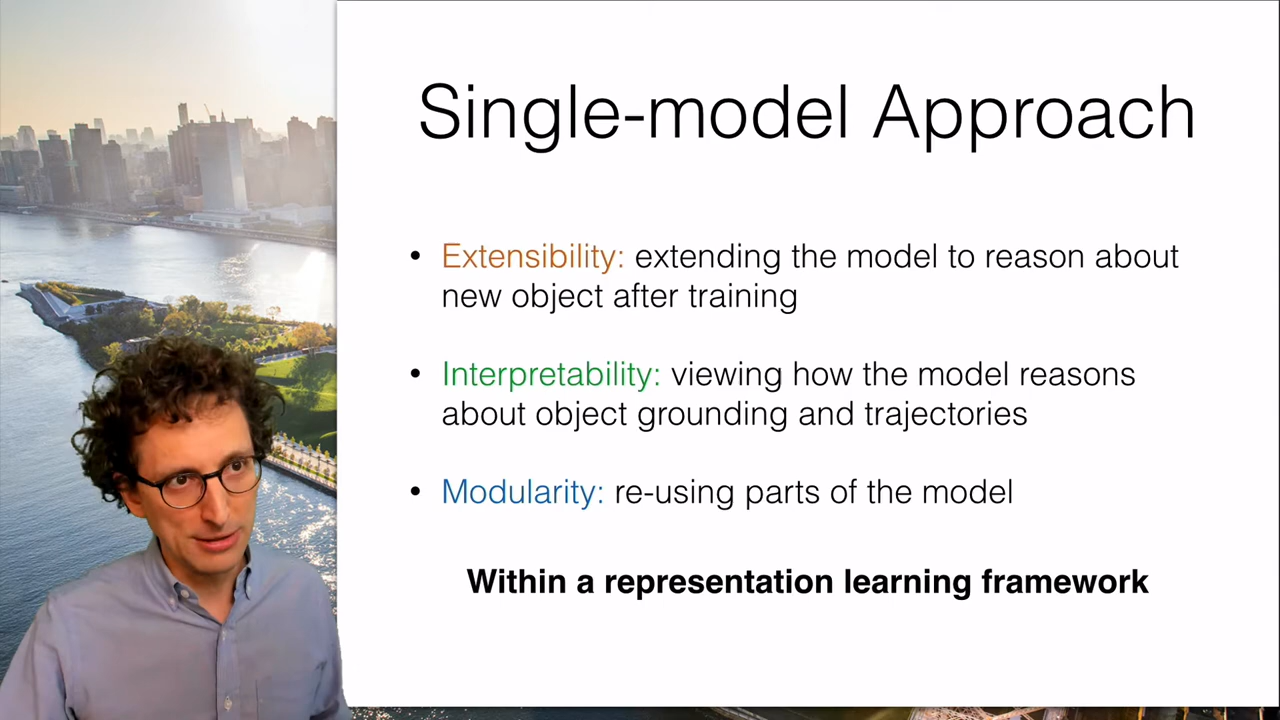 Single-model Approach
• Extensibility: extending the model to reason about
new object after training
• Interpretability: viewing how the model reasons
about object grounding and trajectories
• Modularity: re-using parts of the model
Within a representation learning framework